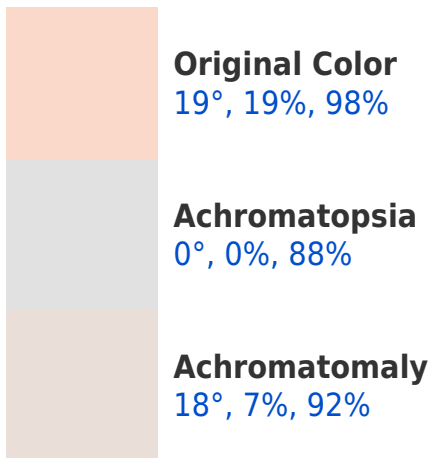 Original Color
19°, 19%, 98%
Achromatopsia
0°, 0%, 88%
Achromatomaly
18°, 7%, 92%